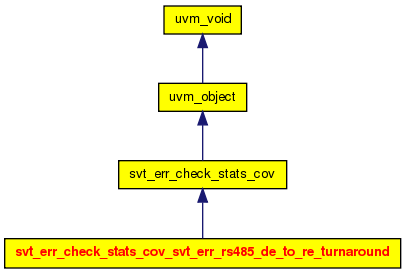 uvm_void
uvm_object
svt_err_check_stats_cov
svt_err_check_stats_cov_svt_err_rs485_de_to_re_turnaround